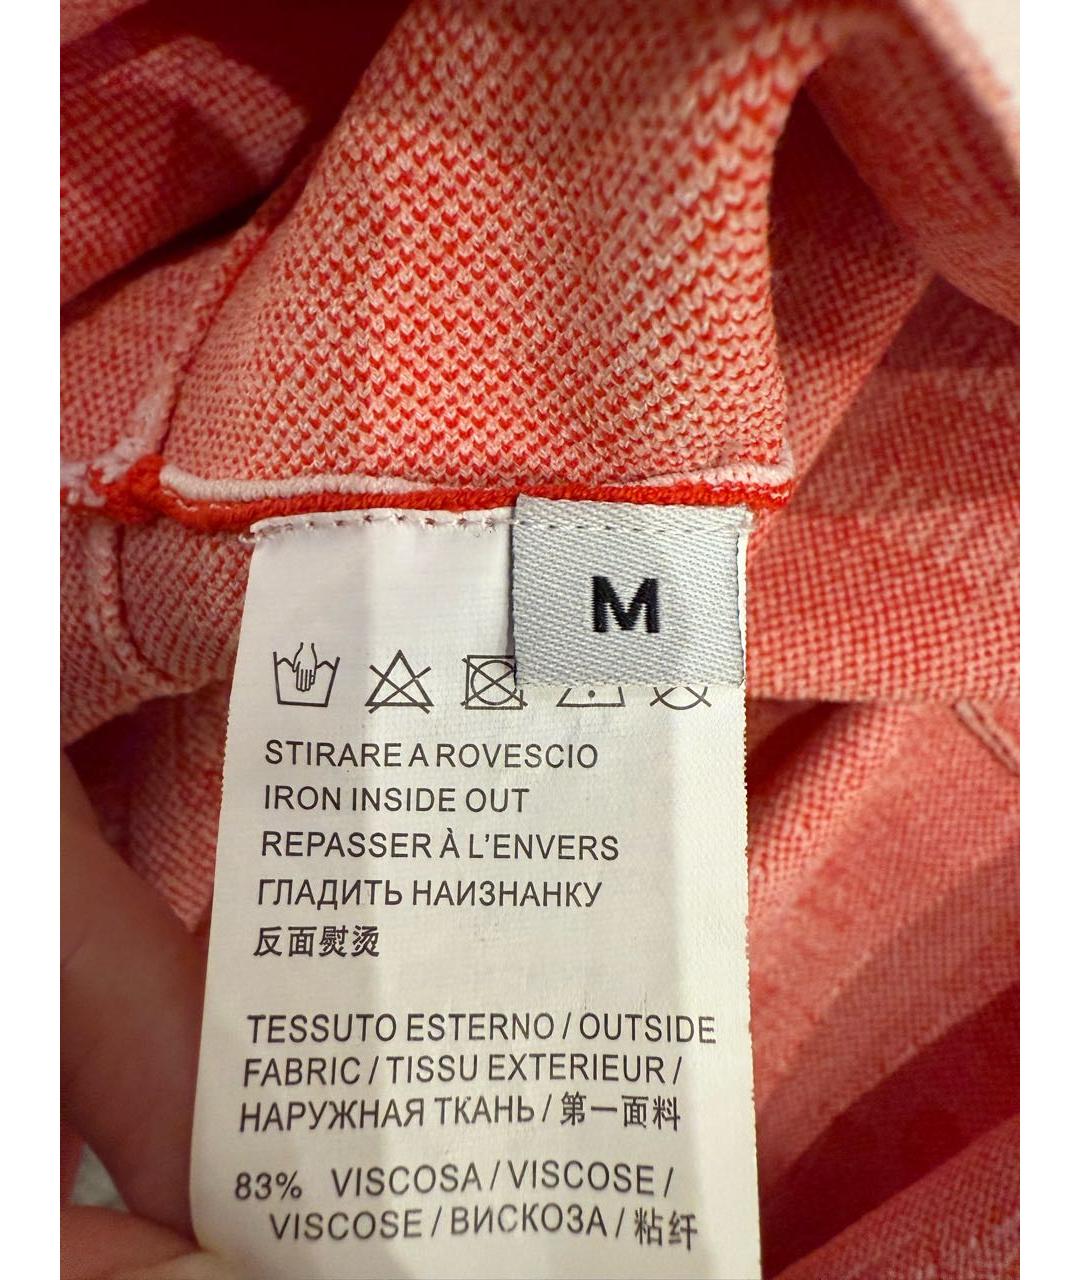 M
STIRARE A ROVESCIO
IRON INSIDE OUT
REPASSER À L'ENVERS
ГЛАДИТЬ НАИЗНАНКУ
反面熨烫
TESSUTO ESTERNO / OUTSIDE
FABRIC / TISSU EXTERIEUR /
НАРУЖНАЯ ТКАНЬ / 第一面料
83% VISCOSA / VISCOSE /
VISCOSE / ВИСКОЗА / 粘纤